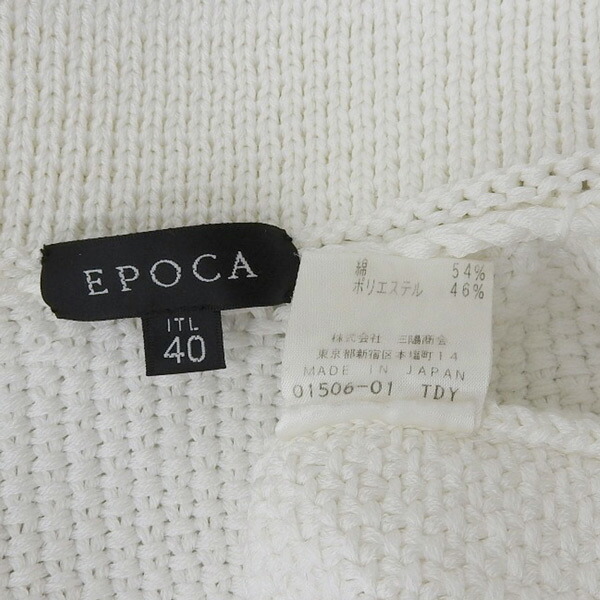 EPOCA
ITL
40
綿 54%
ポリエステル 46%
株式会社 三陽商会
東京都新宿区本塩町14
MADE IN JAPAN
01506-01 TDY